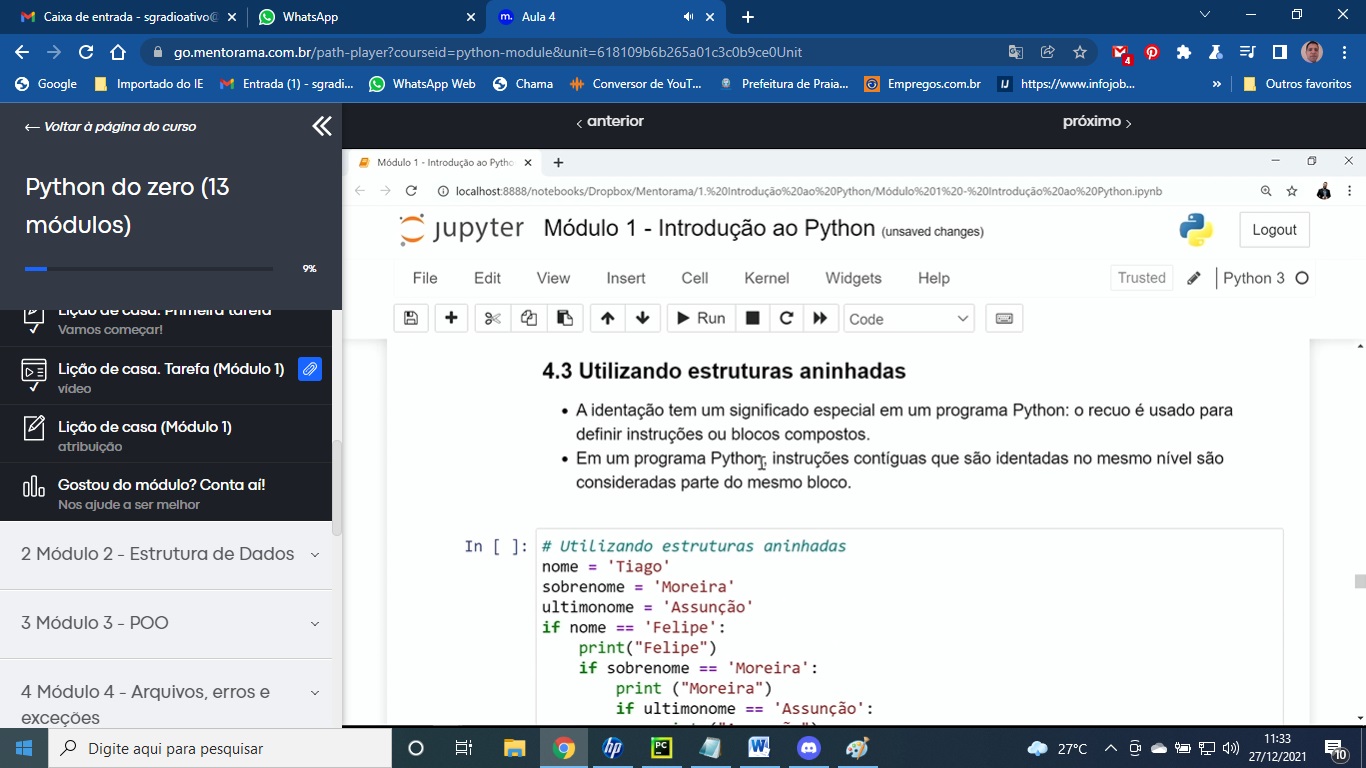 Caixa de entrada - sgradioativo@
WhatsApp
Aula 4
go.mentorama.com.br/path-player?courseid=python-module&unit=618109b6b265a01c3c0b9ce0Unit
4
Google
Importado do IE
Entrada (1) - sgradi...
WhatsApp Web
Chama
Conversor de YouT...
Prefeitura de Praia...
Empregos.com.br
https://www.infojob...
»
Outros favoritos
← Voltar à página do curso
‹ anterior
próximo ›
Python do zero (13
módulos)
9%
Lição de casa. Primeira tarefa
Vamos começar!
Lição de casa. Tarefa (Módulo 1)
vídeo
Lição de casa (Módulo 1)
atribuição
Gostou do módulo? Conta aí!
Nos ajude a ser melhor
2 Módulo 2 - Estrutura de Dados
3 Módulo 3 - POO
4 Módulo 4 - Arquivos, erros e
exceções
Módulo 1 - Introdução ao Pytho
localhost:8888/notebooks/Dropbox/Mentorama/1.%20Introdução%20ao%20Python/Módulo%201%20-%20Introdução%20ao%20Python.ipynb
jupyter Módulo 1 - Introdução ao Python (unsaved changes)
Logout
File Edit View Insert Cell Kernel Widgets Help
Trusted
Python 3
Run
Code
4.3 Utilizando estruturas aninhadas
• A identação tem um significado especial em um programa Python: o recuo é usado para
definir instruções ou blocos compostos.
• Em um programa Python, instruções contíguas que são identadas no mesmo nível são
consideradas parte do mesmo bloco.
In [ ]: # Utilizando estruturas aninhadas
nome = 'Tiago'
sobrenome = 'Moreira'
ultimonome = 'Assunção'
if nome == 'Felipe':
    print("Felipe")
    if sobrenome == 'Moreira':
        print ("Moreira")
        if ultimonome == 'Assunção':
Digite aqui para pesquisar
27°C
11:33
27/12/2021
10